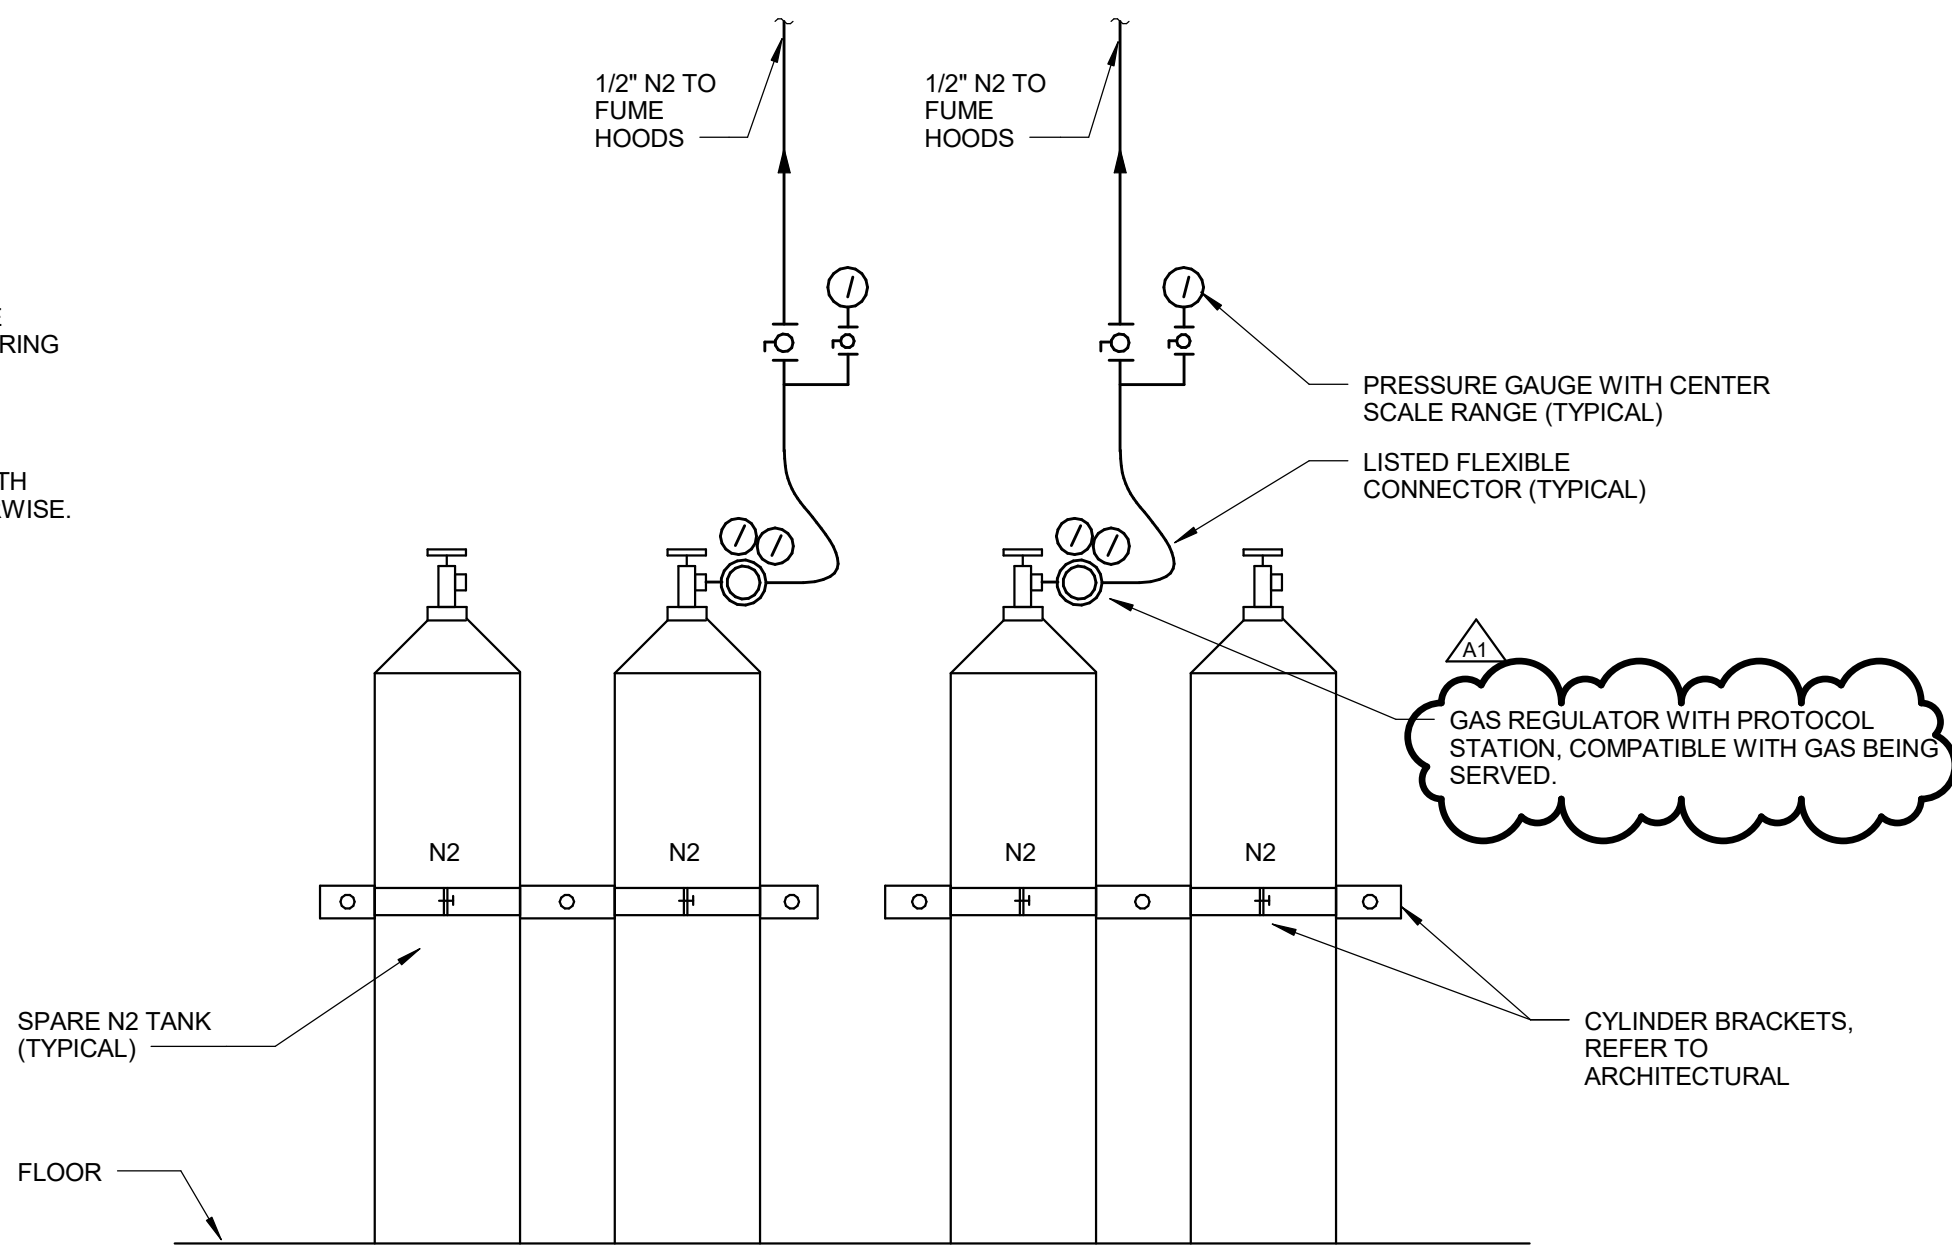 1/2" N2 TO
FUME
HOODS
1/2" N2 TO
FUME
HOODS
RING
WISE.
PRESSURE GAUGE WITH CENTER
SCALE RANGE (TYPICAL)
LISTED FLEXIBLE
CONNECTOR (TYPICAL)
A1
GAS REGULATOR WITH PROTOCOL
STATION, COMPATIBLE WITH GAS BEING
SERVED.
N2
N2
N2
N2
SPARE N2 TANK
(TYPICAL)
CYLINDER BRACKETS,
REFER TO
ARCHITECTURAL
FLOOR